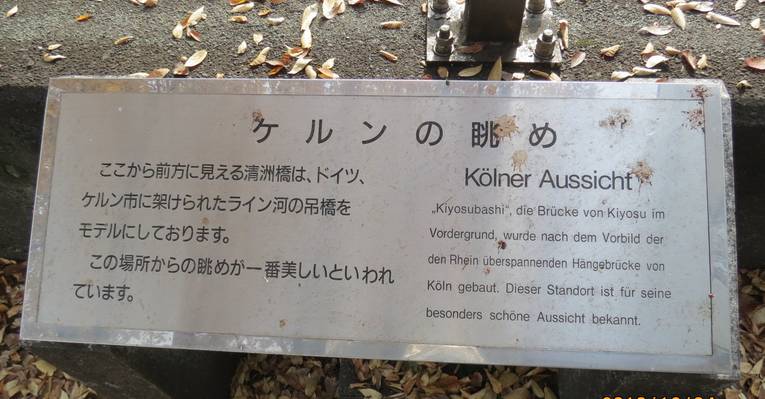 ケルンの眺め
ここから前方に見える清洲橋は、ドイツ、
ケルン市に架けられたライン河の吊橋を
モデルにしております。
この場所からの眺めが一番美しいといわれ
ています。
Kölner Aussicht
„Kiyosubashi“, die Brücke von Kiyosu im
Vordergrund, wurde nach dem Vorbild der
den Rhein überspannenden Hängebrücke von
Köln gebaut. Dieser Standort ist für seine
besonders schöne Aussicht bekannt.